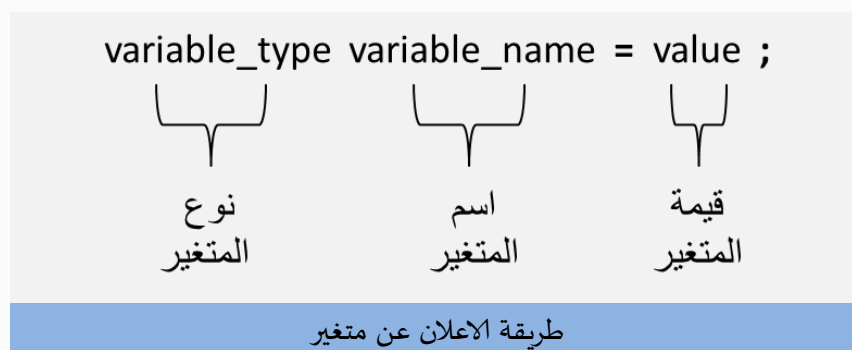 variable_type variable_name = value ;
نوع المتغير
اسم المتغير
قيمة المتغير
طريقة الاعلان عن متغير